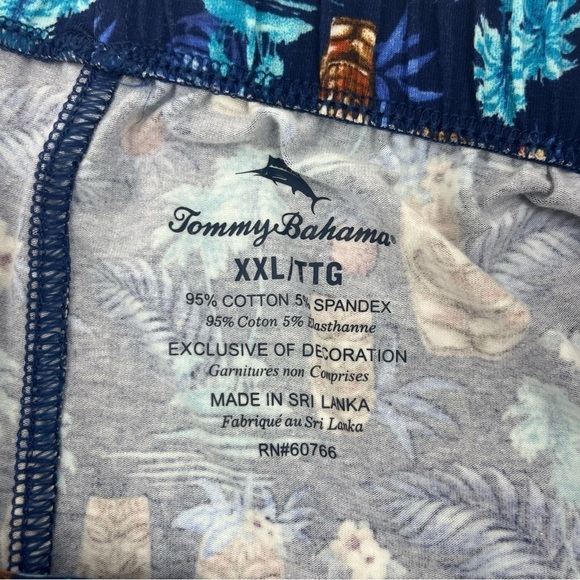 Tommy Bahama®
XXL/TTG
95% COTTON 5% SPANDEX
95% Coton 5% Elasthanne
EXCLUSIVE OF DECORATION
Garnitures non Comprises
MADE IN SRI LANKA
Fabriqué au Sri Lanka
RN#60766